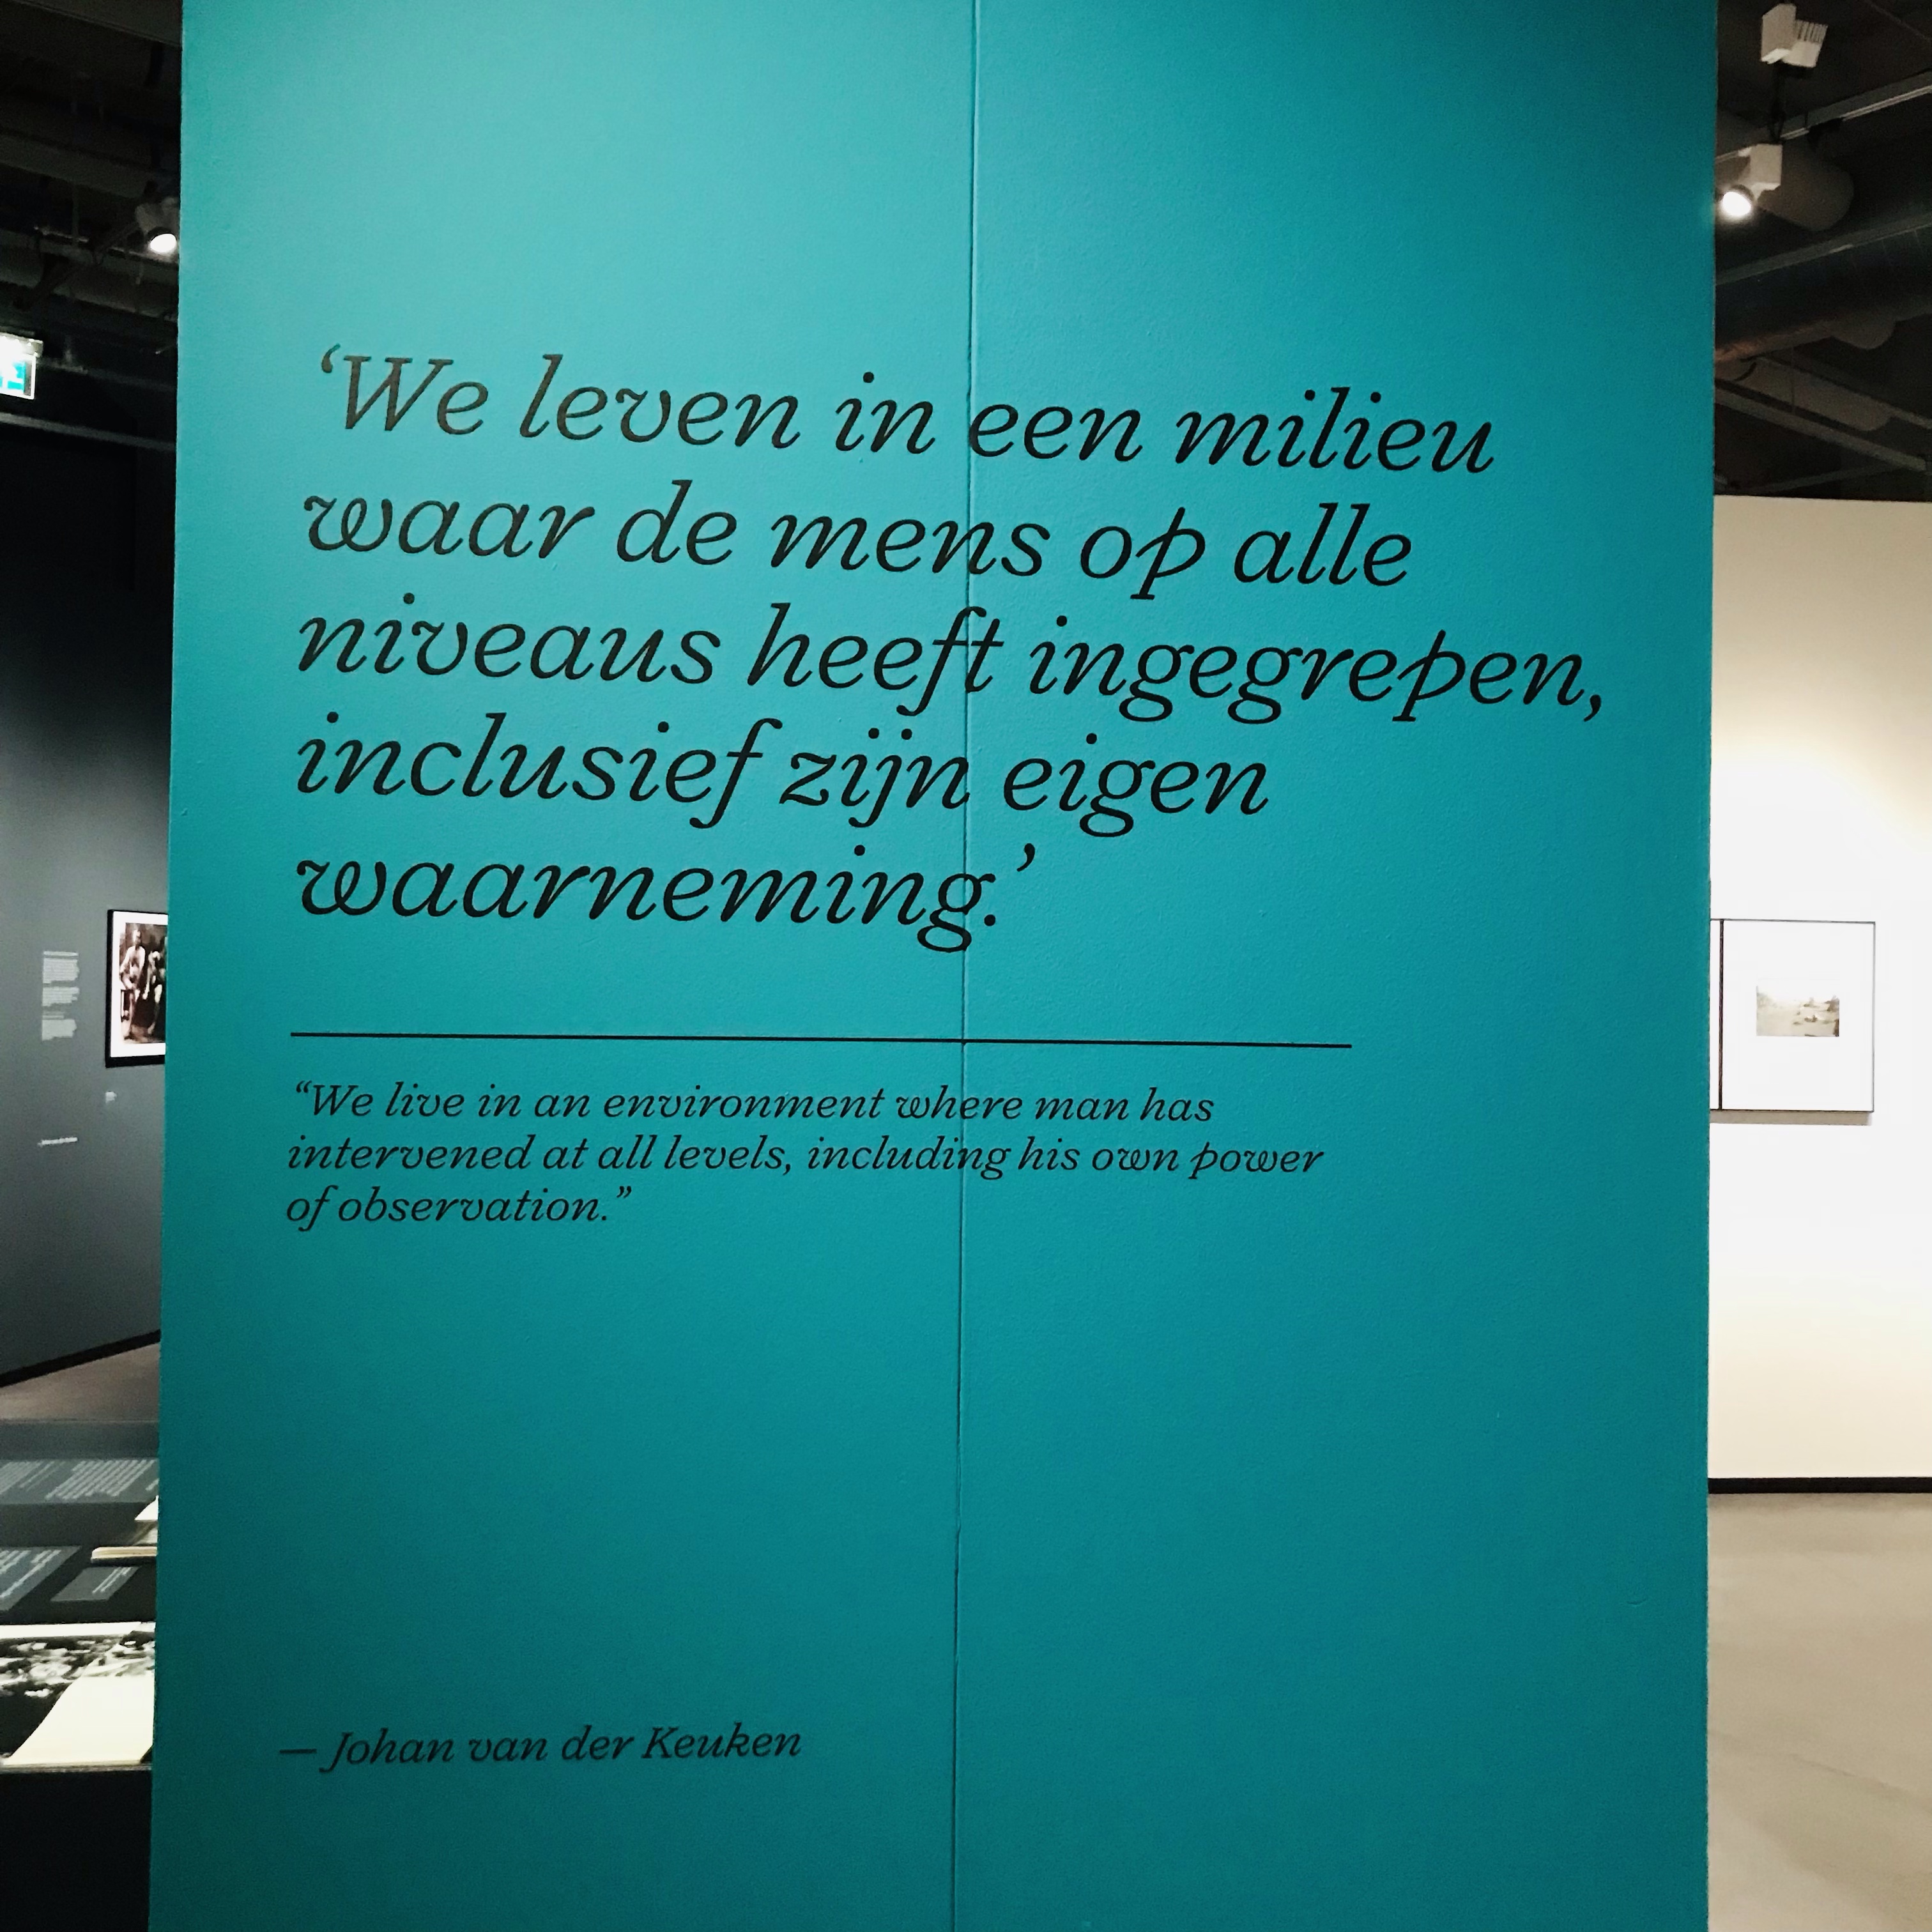 ‘We leven in een milieu
waar de mens op alle
niveaus heeft ingegrepen,
inclusief zijn eigen
waarneming.’
“We live in an environment where man has
intervened at all levels, including his own power
of observation.”
— Johan van der Keuken